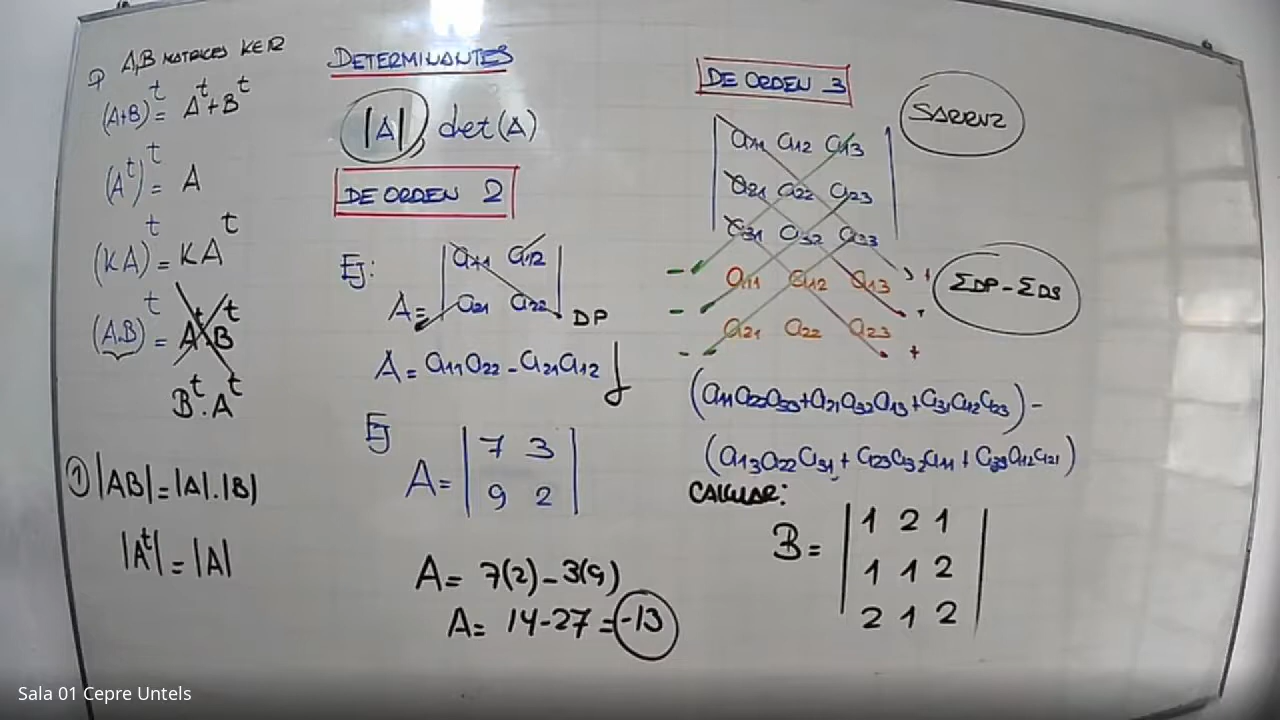 A,B MATRICES K∈R
(A+B)^t = A^t+B^t
(A^t)^t = A
(KA)^t = KA^t
(AB)^t = A^t B^t
B^t.A^t
① |AB|=|A|.|B|
|A^t| = |A|
DETERMINANTES
|A|, det(A)
DE ORDEN 2
Ej:
A= |a11 a12|
|a21 a22| DP
A= a11a22-a21a12
Ej
A= |7 3|
|9 2|
A= 7(2)-3(9)
A= 14-27=-13
DE ORDEN 3
SARRUZ
a11 a12 a13
a21 a22 a23
a31 a32 a33
- a11 a12 a13 +
- a21 a22 a23 +
- +
ΣDP-ΣDS
(a11a22a33+a21a32a13+a31a12a23)-
(a13a22a31+a23a32a11+a33a12a21)
CALCULAR:
B= |1 2 1|
|1 1 2|
|2 1 2|
Sala 01 Cepre Untels